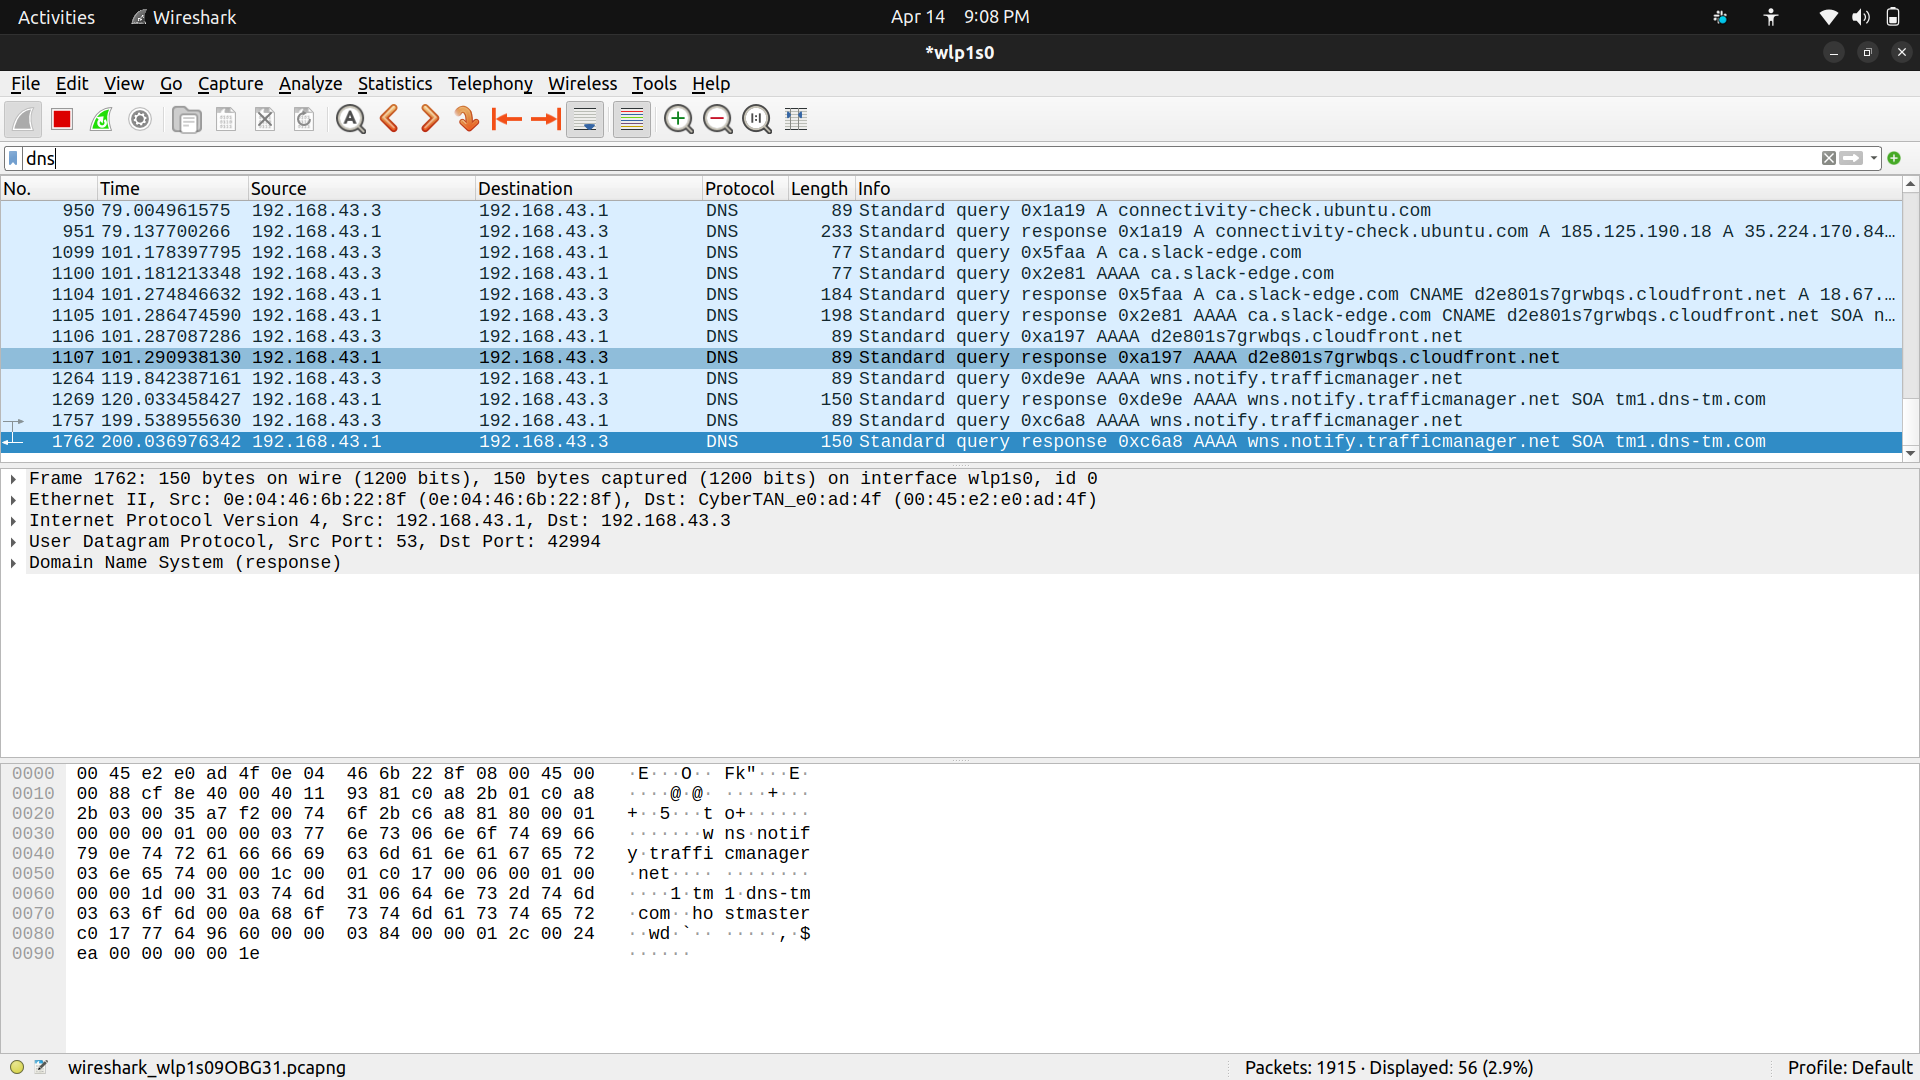 Activities Wireshark Apr 14 9:08 PM
*wlp1s0
File Edit View Go Capture Analyze Statistics Telephony Wireless Tools Help
dns
No. Time Source Destination Protocol Length Info
950 79.004961575 192.168.43.3 192.168.43.1 DNS 89 Standard query 0x1a19 A connectivity-check.ubuntu.com
951 79.137700266 192.168.43.1 192.168.43.3 DNS 233 Standard query response 0x1a19 A connectivity-check.ubuntu.com A 185.125.190.18 A 35.224.170.84…
1099 101.178397795 192.168.43.3 192.168.43.1 DNS 77 Standard query 0x5faa A ca.slack-edge.com
1100 101.181213348 192.168.43.3 192.168.43.1 DNS 77 Standard query 0x2e81 AAAA ca.slack-edge.com
1104 101.274846632 192.168.43.1 192.168.43.3 DNS 184 Standard query response 0x5faa A ca.slack-edge.com CNAME d2e801s7grwbqs.cloudfront.net A 18.67.…
1105 101.286474590 192.168.43.1 192.168.43.3 DNS 198 Standard query response 0x2e81 AAAA ca.slack-edge.com CNAME d2e801s7grwbqs.cloudfront.net SOA n…
1106 101.287087286 192.168.43.3 192.168.43.1 DNS 89 Standard query 0xa197 AAAA d2e801s7grwbqs.cloudfront.net
1107 101.290938130 192.168.43.1 192.168.43.3 DNS 89 Standard query response 0xa197 AAAA d2e801s7grwbqs.cloudfront.net
1264 119.842387161 192.168.43.3 192.168.43.1 DNS 89 Standard query 0xde9e AAAA wns.notify.trafficmanager.net
1269 120.033458427 192.168.43.1 192.168.43.3 DNS 150 Standard query response 0xde9e AAAA wns.notify.trafficmanager.net SOA tm1.dns-tm.com
1757 199.538955630 192.168.43.3 192.168.43.1 DNS 89 Standard query 0xc6a8 AAAA wns.notify.trafficmanager.net
1762 200.036976342 192.168.43.1 192.168.43.3 DNS 150 Standard query response 0xc6a8 AAAA wns.notify.trafficmanager.net SOA tm1.dns-tm.com
Frame 1762: 150 bytes on wire (1200 bits), 150 bytes captured (1200 bits) on interface wlp1s0, id 0
Ethernet II, Src: 0e:04:46:6b:22:8f (0e:04:46:6b:22:8f), Dst: CyberTAN_e0:ad:4f (00:45:e2:e0:ad:4f)
Internet Protocol Version 4, Src: 192.168.43.1, Dst: 192.168.43.3
User Datagram Protocol, Src Port: 53, Dst Port: 42994
Domain Name System (response)
0000 00 45 e2 e0 ad 4f 0e 04 46 6b 22 8f 08 00 45 00 ·E···O·· Fk"···E·
0010 00 88 cf 8e 40 00 40 11 93 81 c0 a8 2b 01 c0 a8 ····@·@· ····+···
0020 2b 03 00 35 a7 f2 00 74 6f 2b c6 a8 81 80 00 01 +··5···t o+······
0030 00 00 00 01 00 00 03 77 6e 73 06 6e 6f 74 69 66 ·······w ns·notif
0040 79 0e 74 72 61 66 66 69 63 6d 61 6e 61 67 65 72 y·traffi cmanager
0050 03 6e 65 74 00 00 1c 00 01 c0 17 00 06 00 01 00 ·net···· ········
0060 00 00 1d 00 31 03 74 6d 31 06 64 6e 73 2d 74 6d ····1·tm 1·dns-tm
0070 03 63 6f 6d 00 0a 68 6f 73 74 6d 61 73 74 65 72 ·com··ho stmaster
0080 c0 17 77 64 96 60 00 00 03 84 00 00 01 2c 00 24 ··wd·`·· ·····,·$
0090 ea 00 00 00 00 1e ······
wireshark_wlp1s09OBG31.pcapng Packets: 1915 · Displayed: 56 (2.9%) Profile: Default